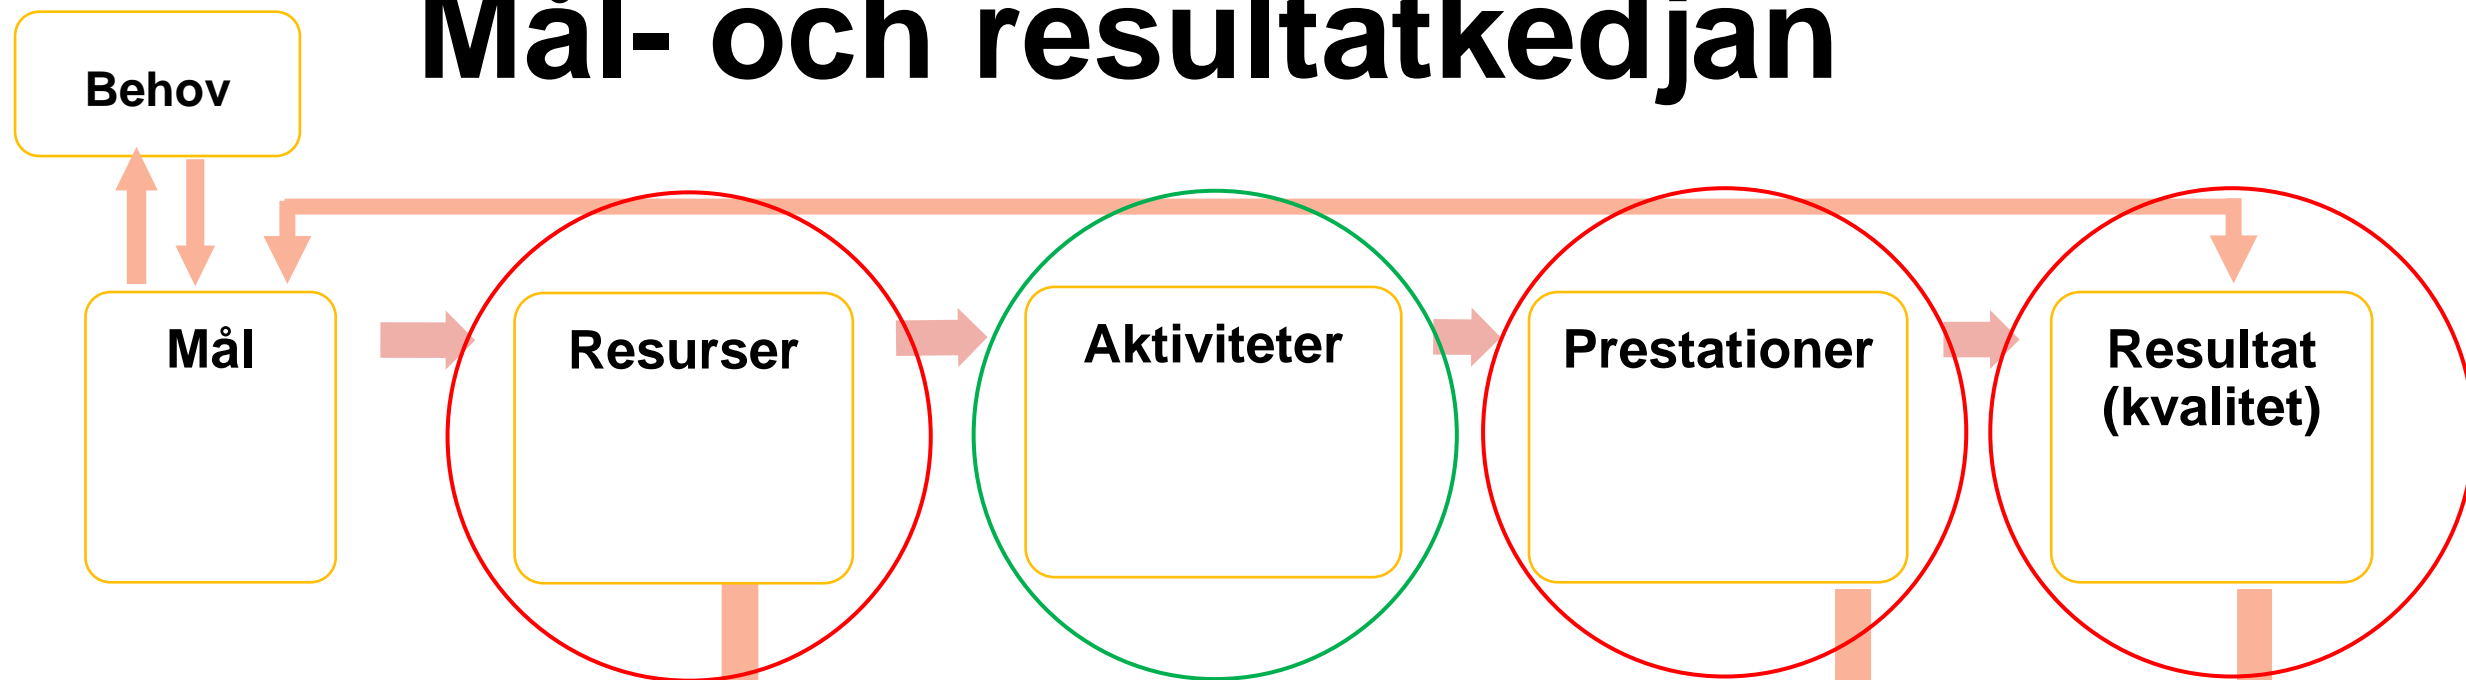 Mål- och resultatkedjan
Behov
Mål
Resurser
Aktiviteter
Prestationer
Resultat
(kvalitet)